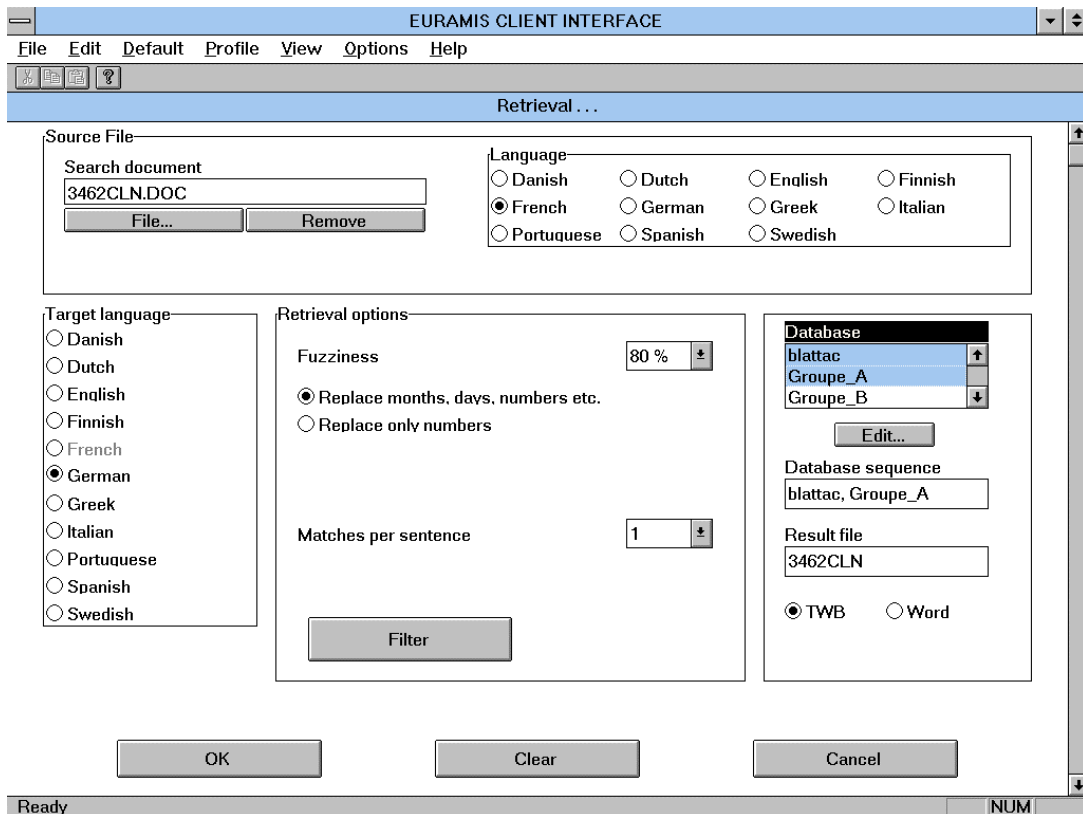 EURAMIS CLIENT INTERFACE
File Edit Default Profile View Options Help
Retrieval . . .
Source File
Search document
3462CLN.DOC
File... Remove
Language
Danish Dutch English Finnish
French German Greek Italian
Portuguese Spanish Swedish
Target language
Danish
Dutch
English
Finnish
French
German
Greek
Italian
Portuguese
Spanish
Swedish
Retrieval options
Fuzziness 80 %
Replace months, days, numbers etc.
Replace only numbers
Matches per sentence 1
Filter
Database
blattac
Groupe_A
Groupe_B
Edit...
Database sequence
blattac, Groupe_A
Result file
3462CLN
TWB Word
OK Clear Cancel
Ready NUM